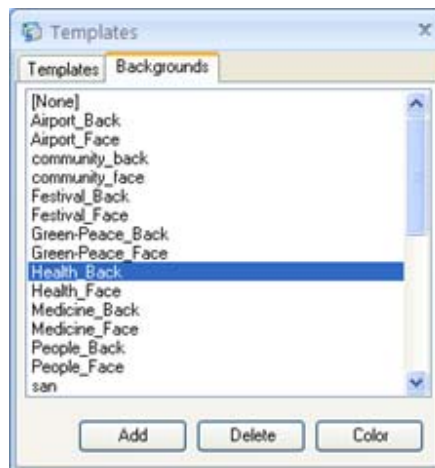 Templates
Templates Backgrounds
[None]
Airport_Back
Airport_Face
community_back
community_face
Festival_Back
Festival_Face
Green-Peace_Back
Green-Peace_Face
Health_Back
Health_Face
Medicine_Back
Medicine_Face
People_Back
People_Face
san
Add Delete Color